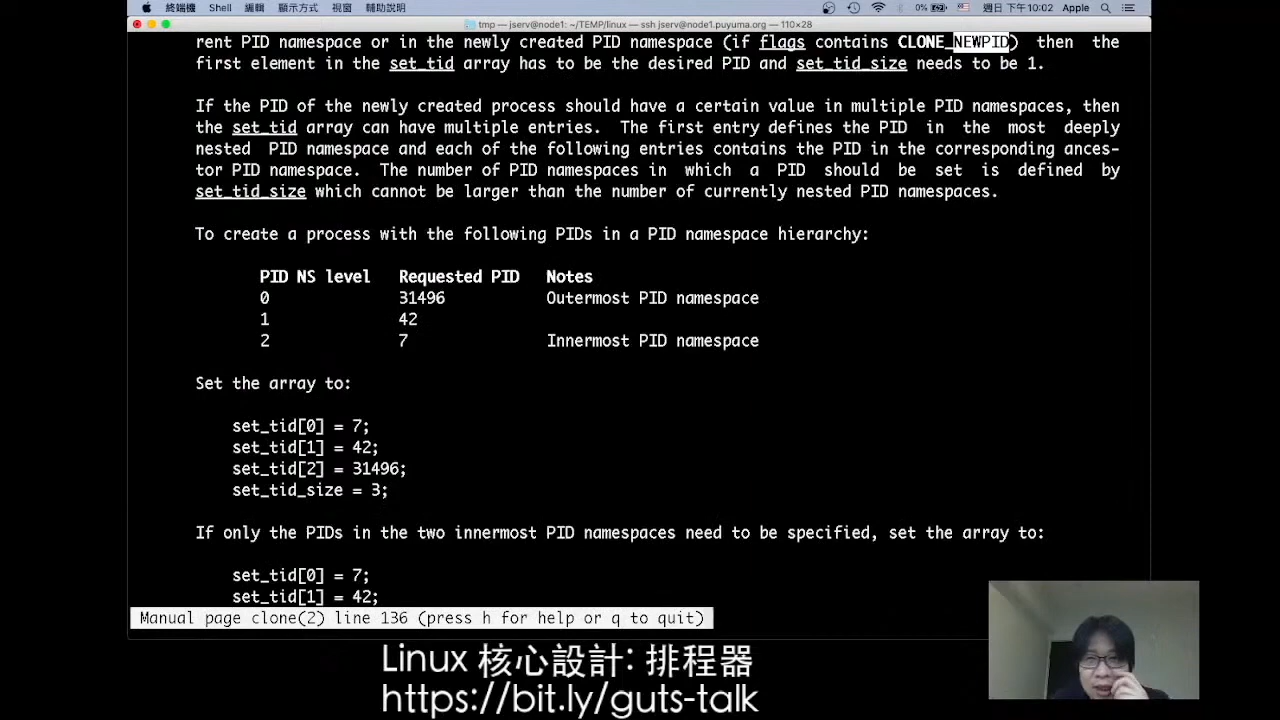 終端機 Shell 編輯 顯示方式 視窗 輔助說明 0% 週日 下午10:02 Apple
tmp — jserv@node1: ~/TEMP/linux — ssh jserv@node1.puyuma.org — 110×28
rent PID namespace or in the newly created PID namespace (if flags contains CLONE_NEWPID) then the
first element in the set_tid array has to be the desired PID and set_tid_size needs to be 1.
If the PID of the newly created process should have a certain value in multiple PID namespaces, then
the set_tid array can have multiple entries. The first entry defines the PID in the most deeply
nested PID namespace and each of the following entries contains the PID in the corresponding ances-
tor PID namespace. The number of PID namespaces in which a PID should be set is defined by
set_tid_size which cannot be larger than the number of currently nested PID namespaces.
To create a process with the following PIDs in a PID namespace hierarchy:
PID NS level Requested PID Notes
0 31496 Outermost PID namespace
1 42
2 7 Innermost PID namespace
Set the array to:
set_tid[0] = 7;
set_tid[1] = 42;
set_tid[2] = 31496;
set_tid_size = 3;
If only the PIDs in the two innermost PID namespaces need to be specified, set the array to:
set_tid[0] = 7;
set_tid[1] = 42;
Manual page clone(2) line 136 (press h for help or q to quit)
Linux 核心設計: 排程器
https://bit.ly/guts-talk